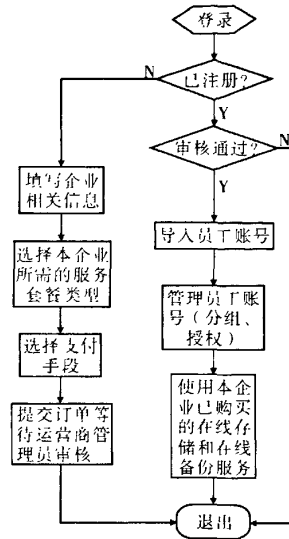 登录
N
已注册?
Y
审核通过?
N
Y
填写企业
相关信息
导入员工账号
选择本企业
所需的服务
套餐类型
管理员工账
号(分组、
授权)
选择支付
手段
使用本企
业已购买
的在线存
储和在线
备份服务
提交订单等
待运营商管
理员审核
退出